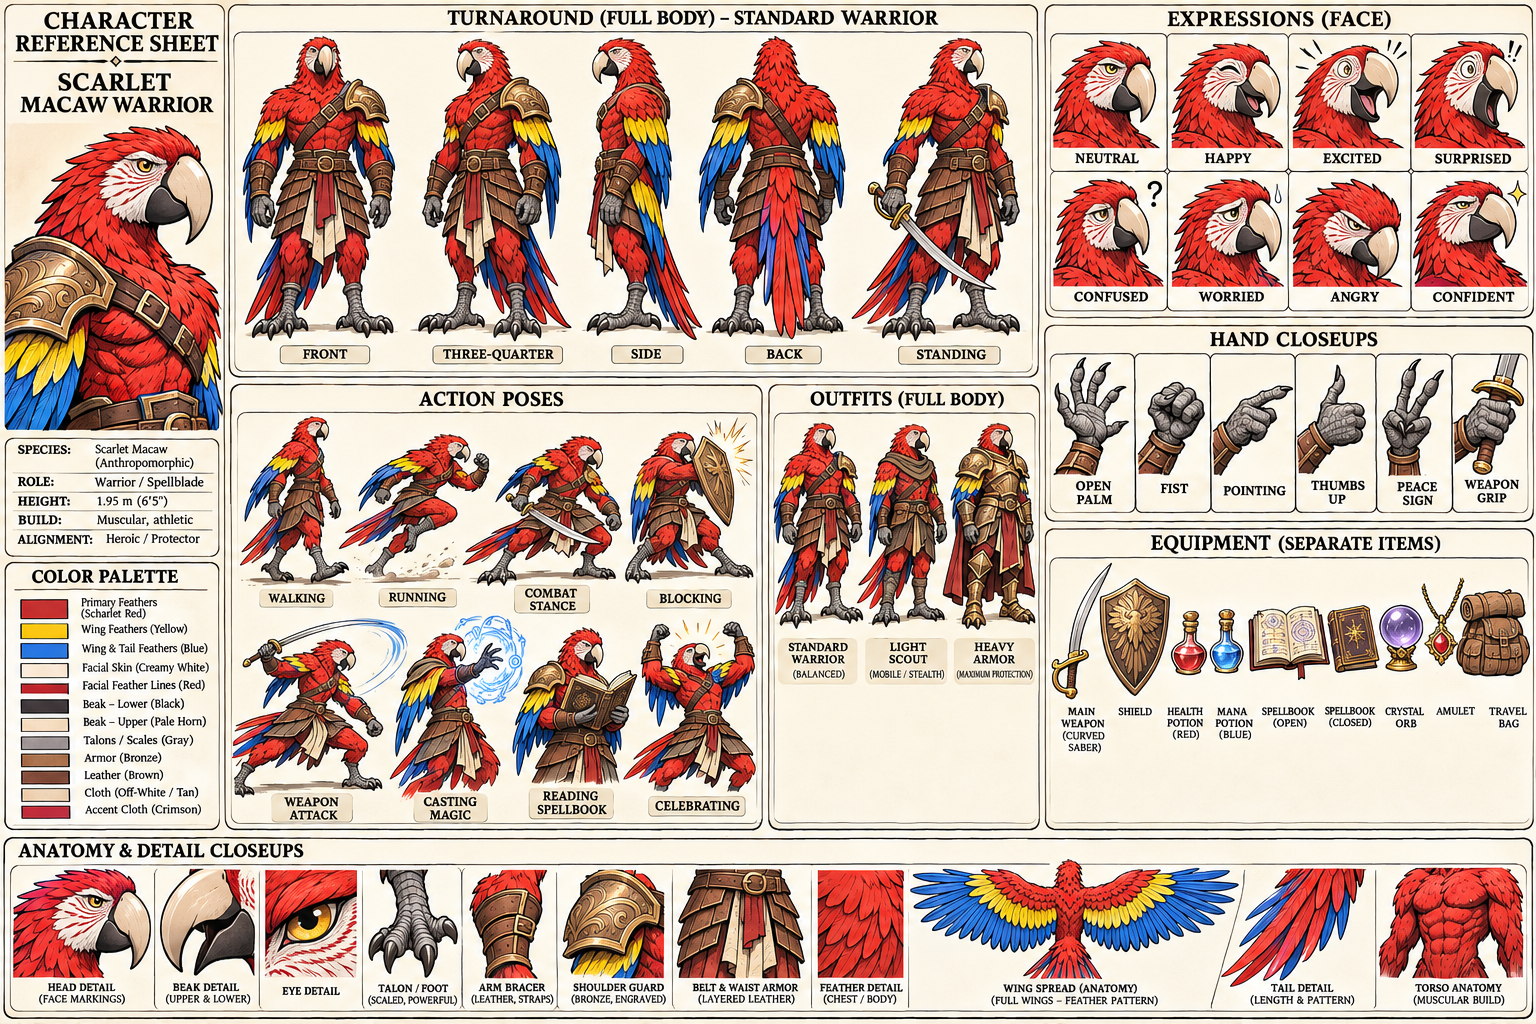 CHARACTER
REFERENCE SHEET
SCARLET
MACAW WARRIOR
SPECIES: Scarlet Macaw
(Anthropomorphic)
ROLE: Warrior / Spellblade
HEIGHT: 1.95 m (6'5")
BUILD: Muscular, athletic
ALIGNMENT: Heroic / Protector
COLOR PALETTE
Primary Feathers
(Scharlet Red)
Wing Feathers (Yellow)
Wing & Tail Feathers (Blue)
Facial Skin (Creamy White)
Facial Feather Lines (Red)
Beak – Lower (Black)
Beak – Upper (Pale Horn)
Talons / Scales (Gray)
Armor (Bronze)
Leather (Brown)
Cloth (Off-White / Tan)
Accent Cloth (Crimson)
TURNAROUND (FULL BODY) – STANDARD WARRIOR
FRONT
THREE-QUARTER
SIDE
BACK
STANDING
ACTION POSES
WALKING
RUNNING
COMBAT
STANCE
BLOCKING
WEAPON
ATTACK
CASTING
MAGIC
READING
SPELLBOOK
CELEBRATING
OUTFITS (FULL BODY)
STANDARD
WARRIOR
(BALANCED)
LIGHT
SCOUT
(MOBILE / STEALTH)
HEAVY
ARMOR
(MAXIMUM PROTECTION)
EXPRESSIONS (FACE)
NEUTRAL
HAPPY
EXCITED
!!
SURPRISED
?
CONFUSED
WORRIED
ANGRY
CONFIDENT
HAND CLOSEUPS
OPEN
PALM
FIST
POINTING
THUMBS
UP
PEACE
SIGN
WEAPON
GRIP
EQUIPMENT (SEPARATE ITEMS)
MAIN
WEAPON
(CURVED
SABER)
SHIELD
HEALTH
POTION
(RED)
MANA
POTION
(BLUE)
SPELLBOOK
(OPEN)
SPELLBOOK
(CLOSED)
CRYSTAL
ORB
AMULET
TRAVEL
BAG
ANATOMY & DETAIL CLOSEUPS
HEAD DETAIL
(FACE MARKINGS)
BEAK DETAIL
(UPPER & LOWER)
EYE DETAIL
TALON / FOOT
(SCALED, POWERFUL)
ARM BRACER
(LEATHER, STRAPS)
SHOULDER GUARD
(BRONZE, ENGRAVED)
BELT & WAIST ARMOR
(LAYERED LEATHER)
FEATHER DETAIL
(CHEST / BODY)
WING SPREAD (ANATOMY)
(FULL WINGS – FEATHER PATTERN)
TAIL DETAIL
(LENGTH & PATTERN)
TORSO ANATOMY
(MUSCULAR BUILD)